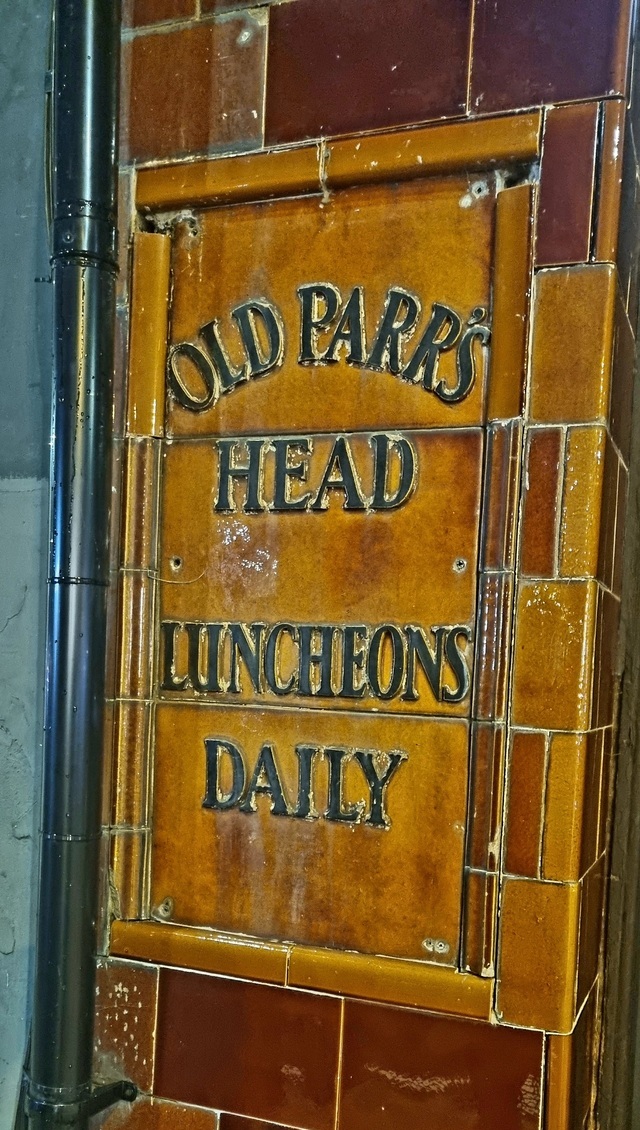 OLD PARR'S
HEAD
LUNCHEONS
DAILY